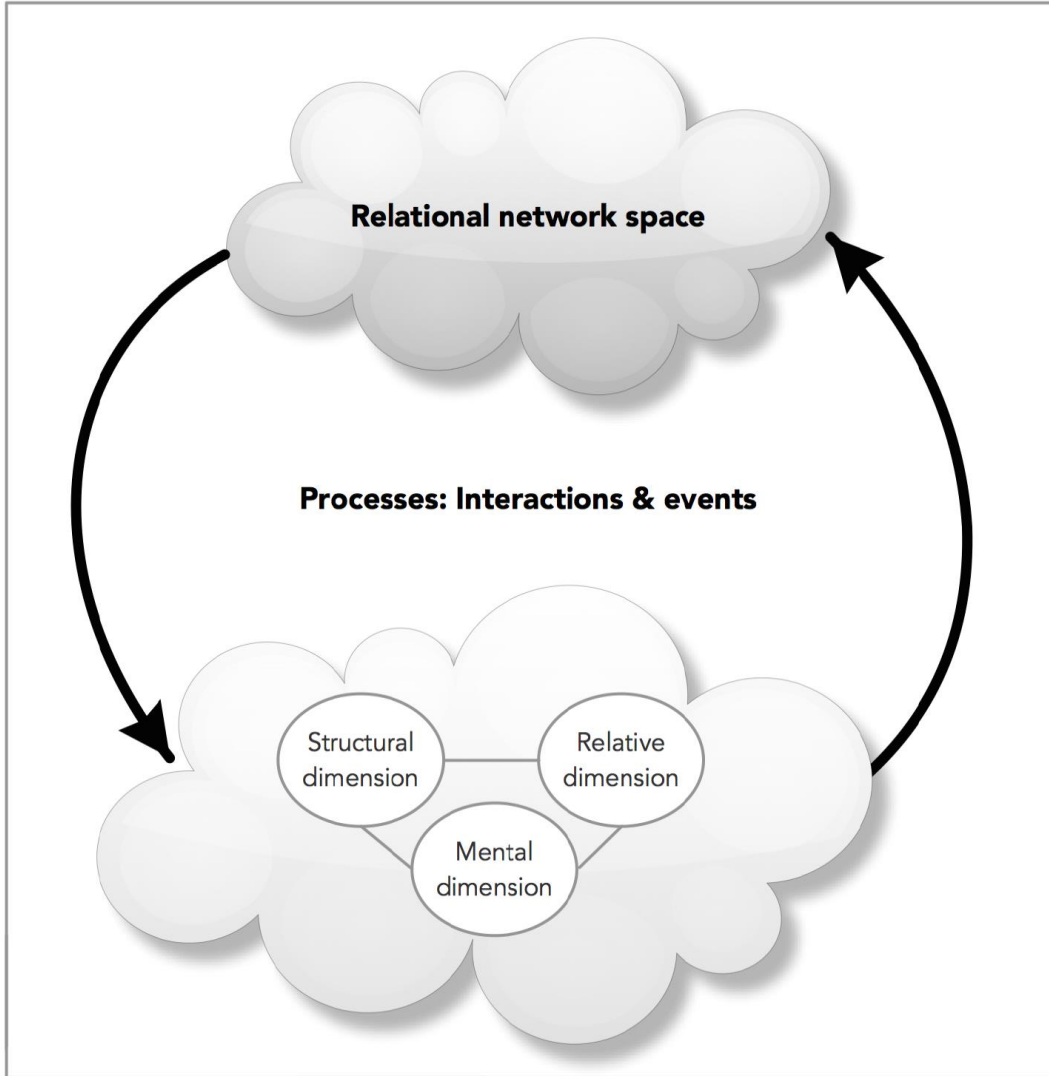 Relational network space
Processes: Interactions & events
Structural
dimension
Relative
dimension
Mental
dimension